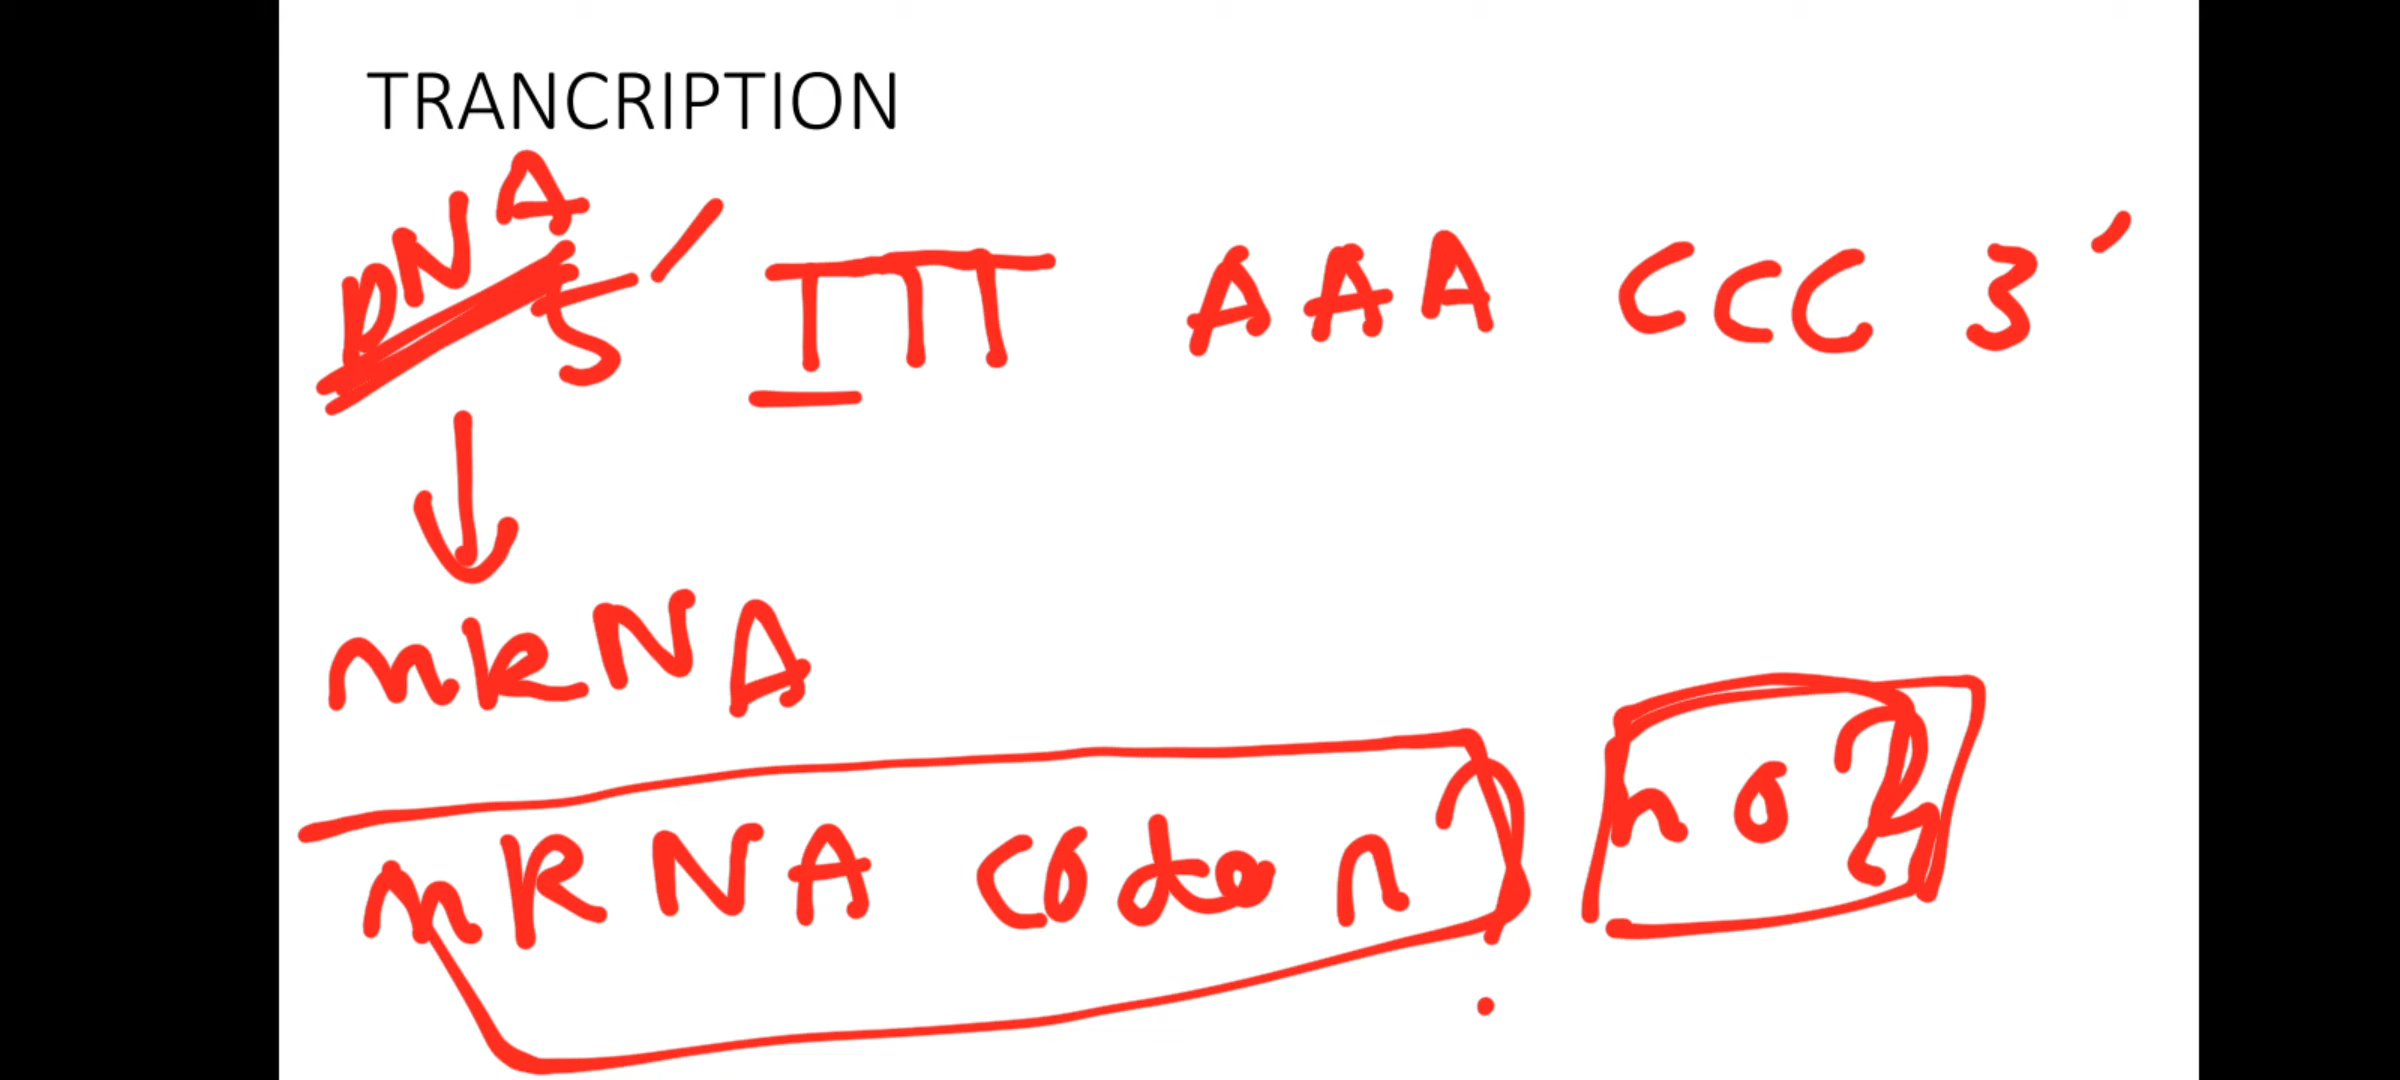 TRANCRIPTION
DNA 5' TTT AAA CCC 3'
mRNA
mRNA codon? no?